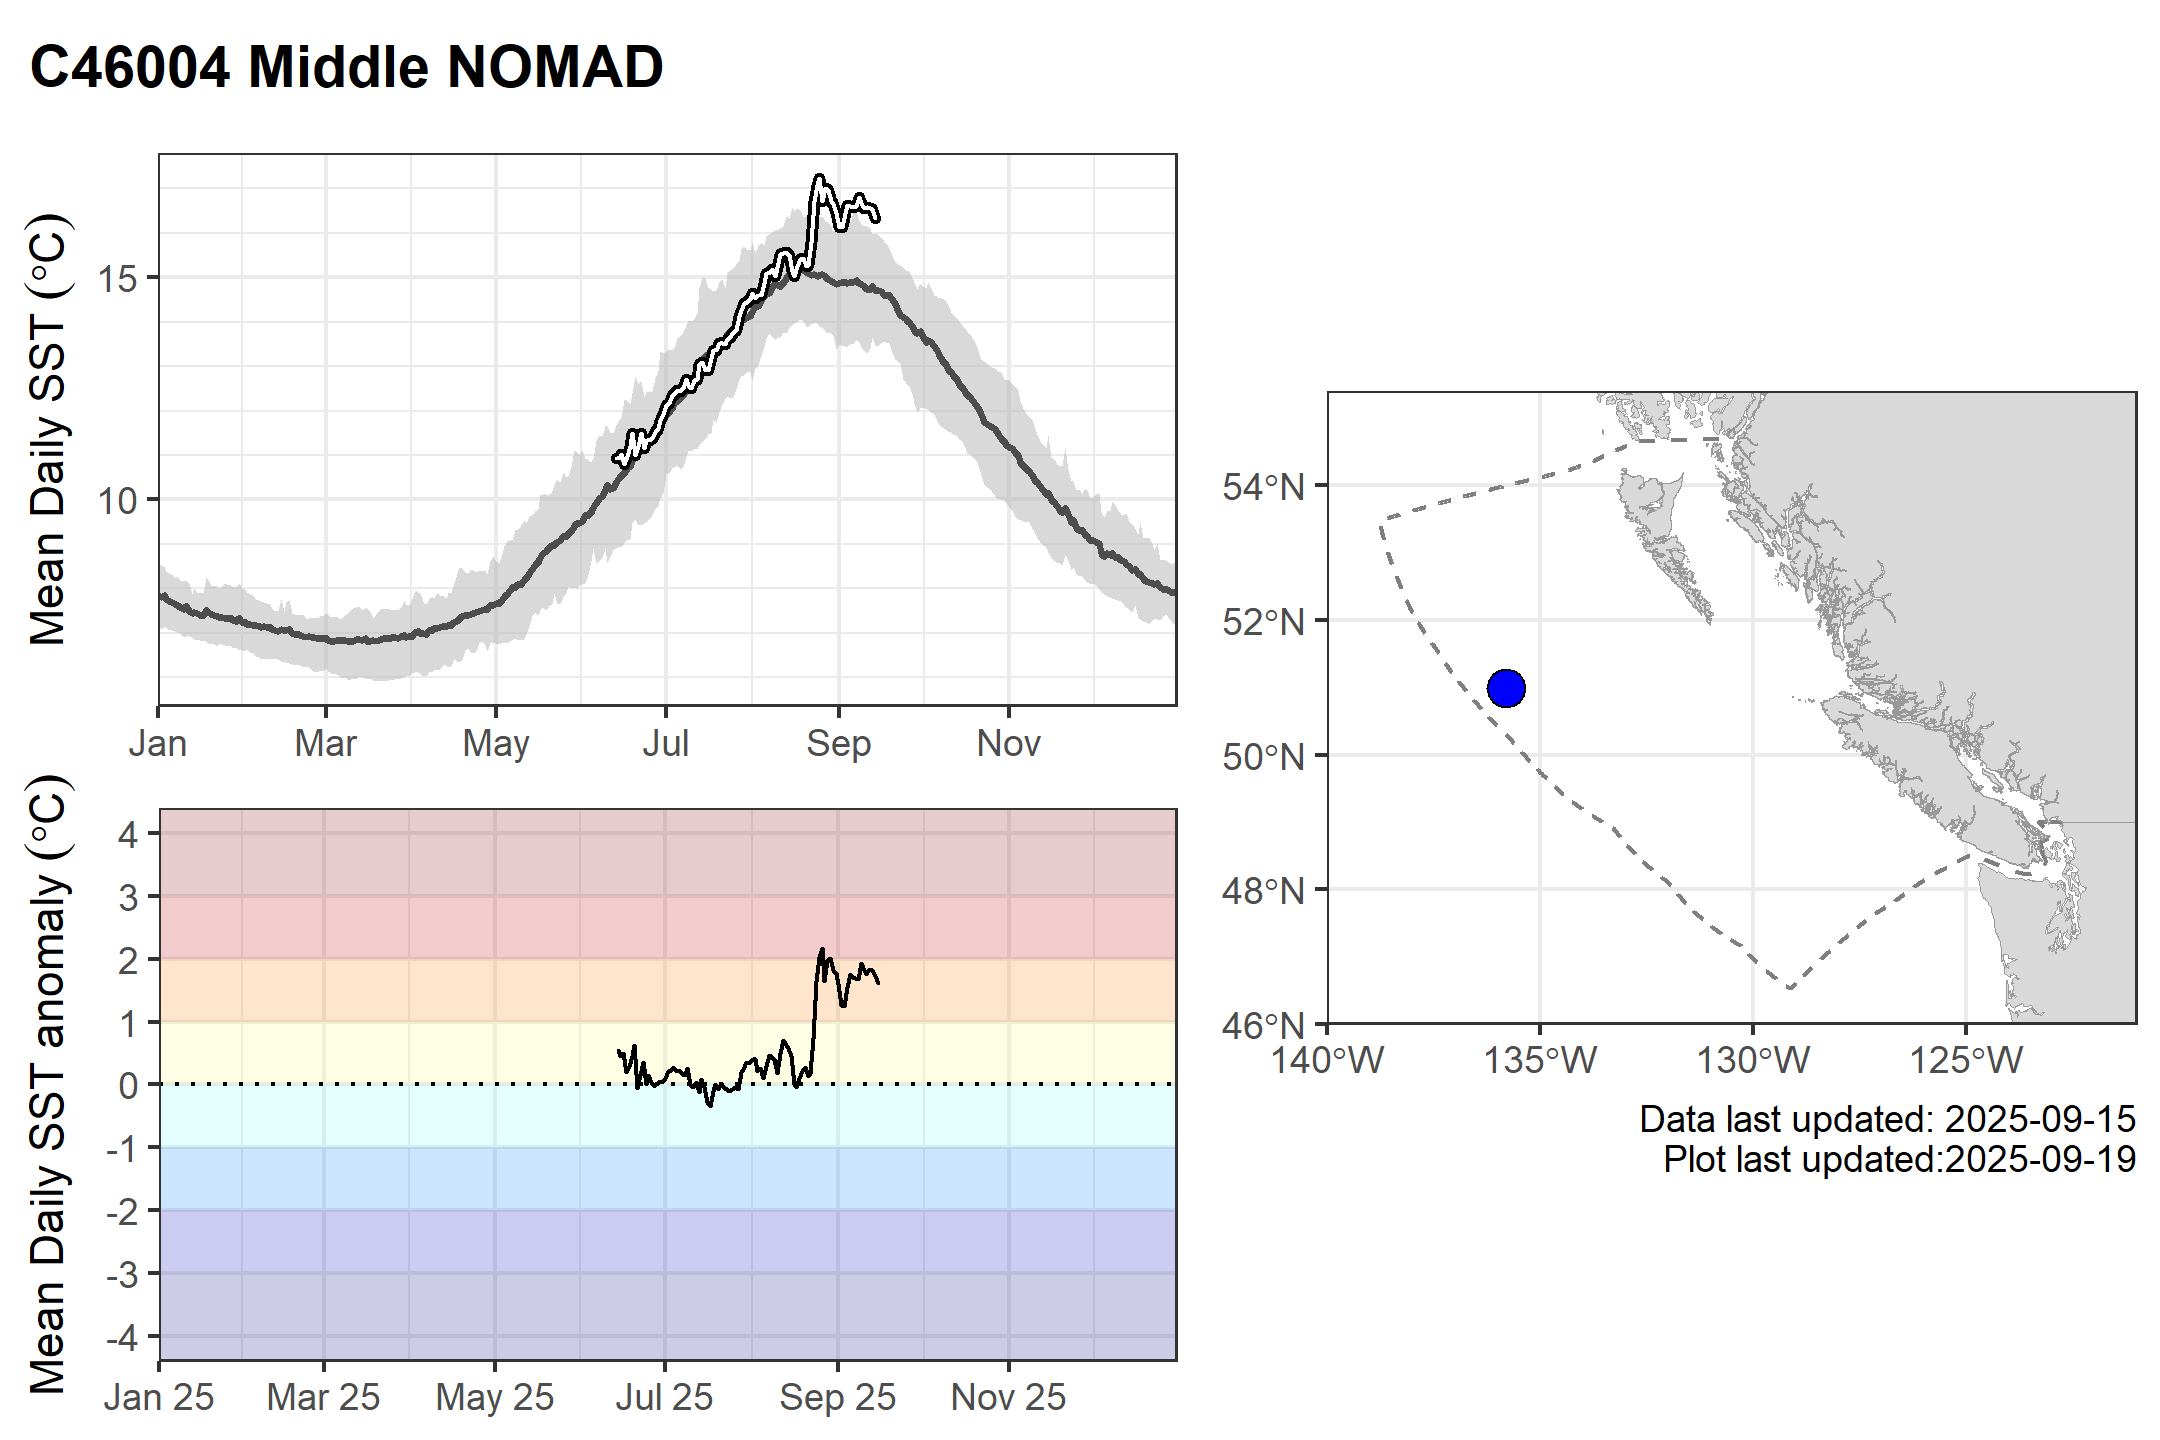 C46004 Middle NOMAD
Mean Daily SST (°C)
15
10
Jan
Mar
May
Jul
Sep
Nov
Mean Daily SST anomaly (°C)
4
3
2
1
0
-1
-2
-3
-4
Jan 25
Mar 25
May 25
Jul 25
Sep 25
Nov 25
54°N
52°N
50°N
48°N
46°N
140°W
135°W
130°W
125°W
Data last updated: 2025-09-15
Plot last updated:2025-09-19